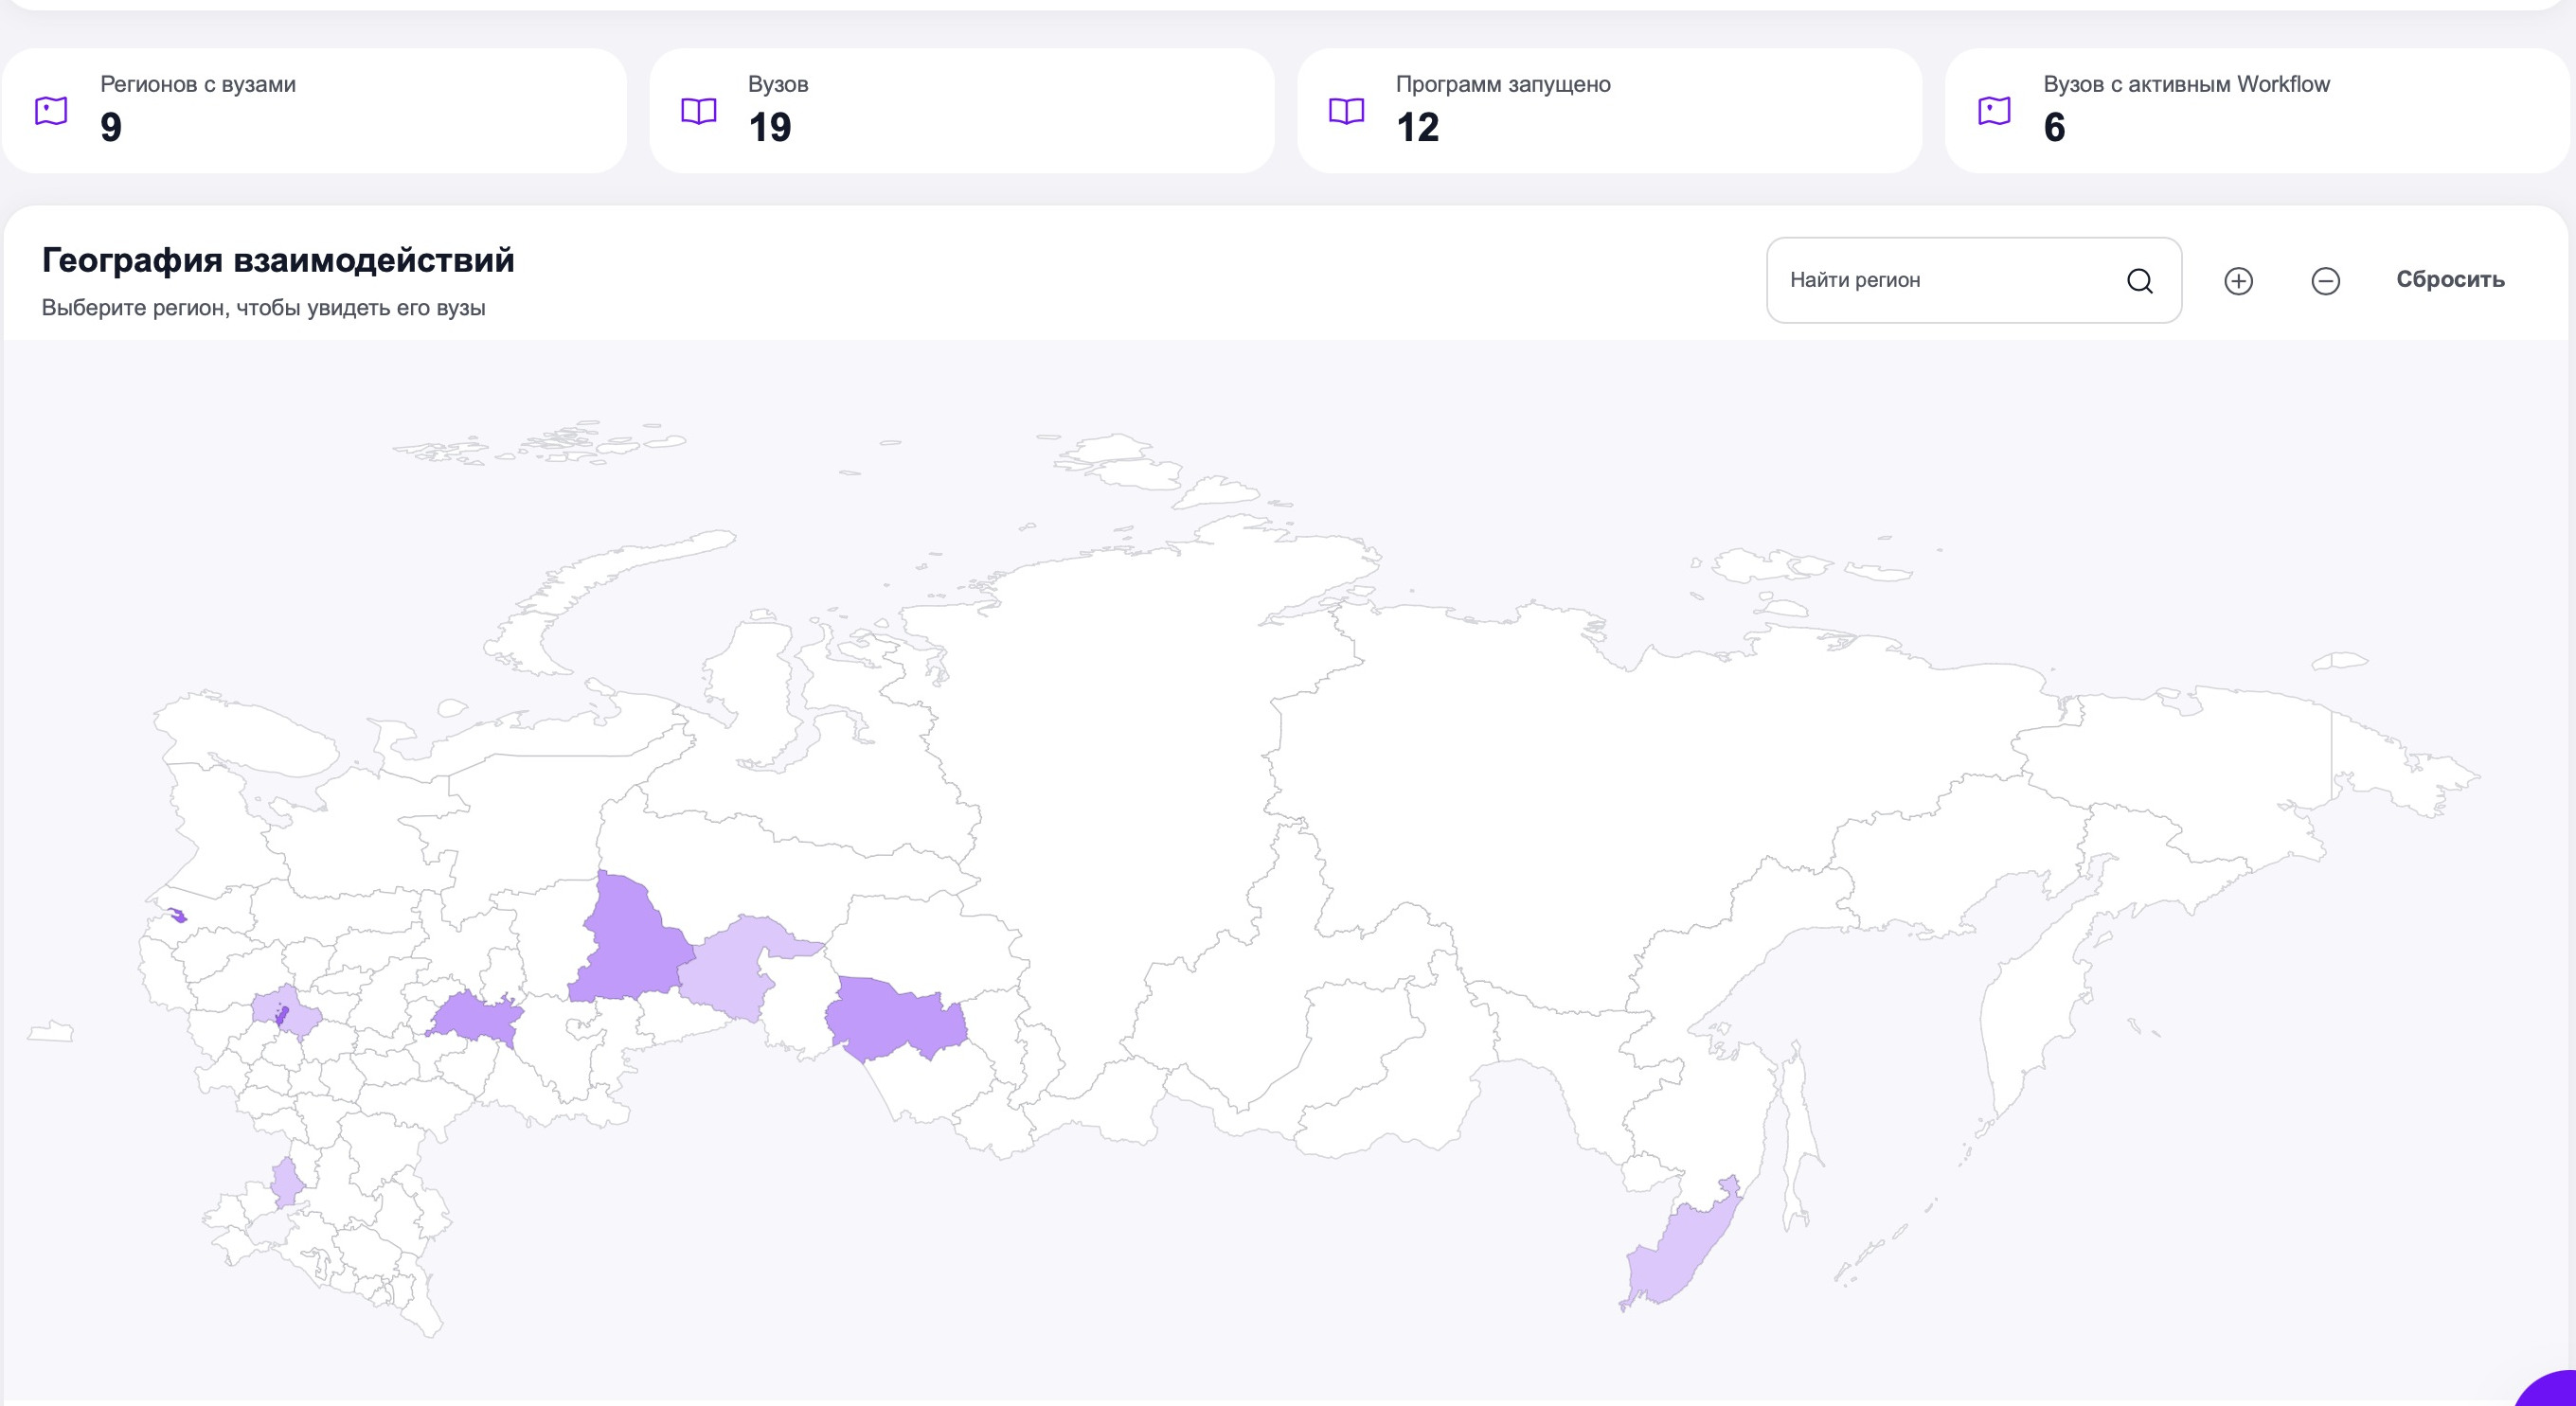 Регионов с вузами
9
Вузов
19
Программ запущено
12
Вузов с активным Workflow
6
География взаимодействий
Выберите регион, чтобы увидеть его вузы
Найти регион
Сбросить